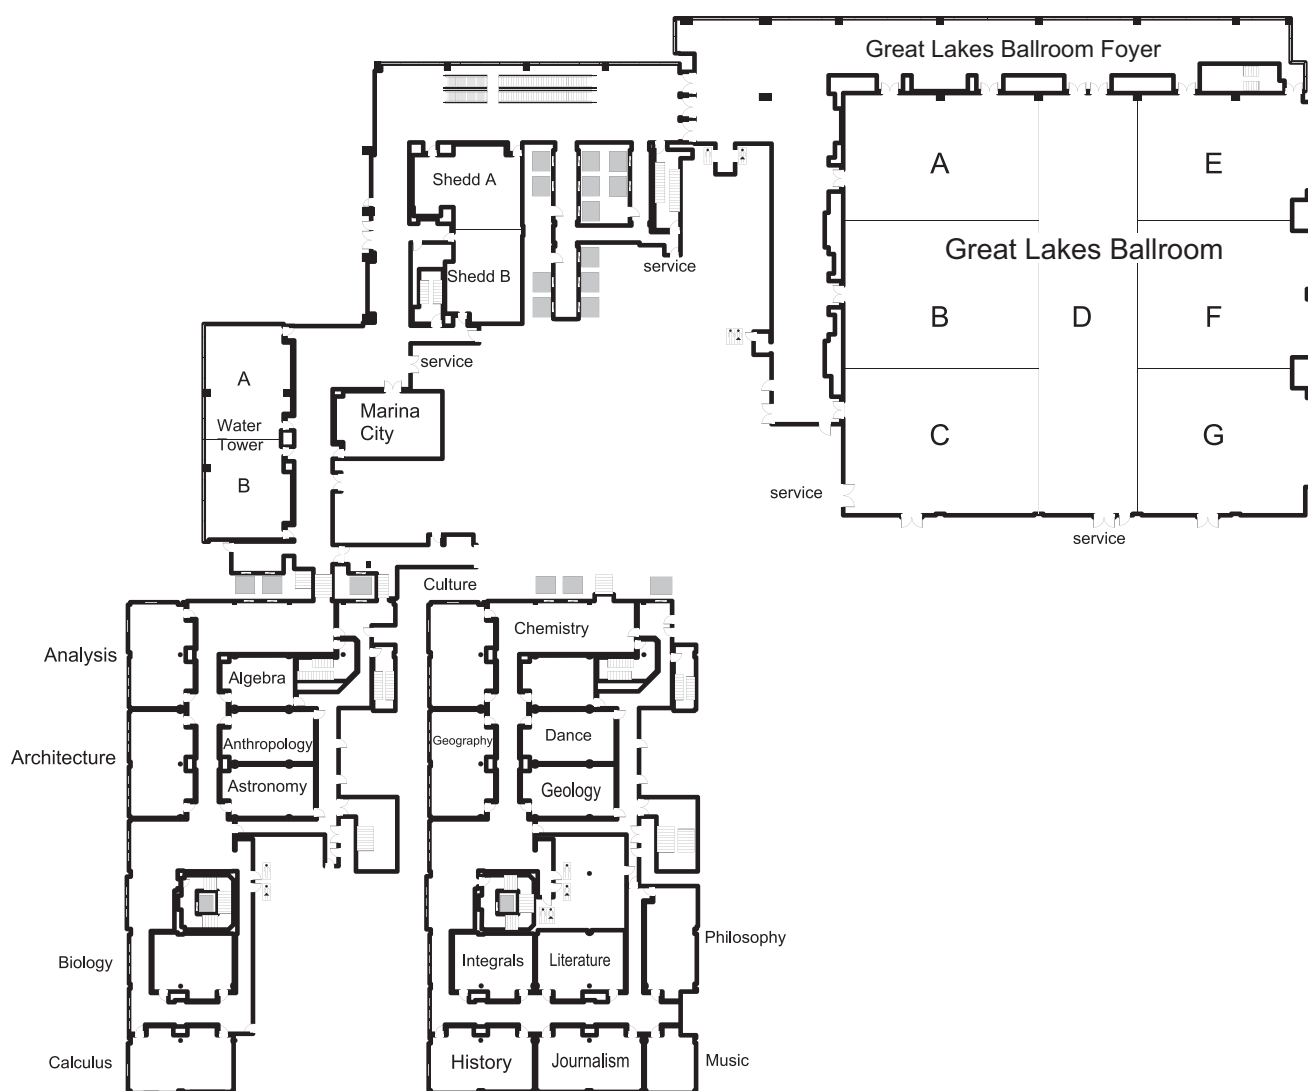 Great Lakes Ballroom Foyer
A
E
Shedd A
Great Lakes Ballroom
service
Shedd B
B
D
F
service
A
Marina
City
Water
Tower
C
G
B
service
service
Culture
Chemistry
Analysis
Algebra
Architecture
Anthropology
Geography
Dance
Astronomy
Geology
Philosophy
Biology
Integrals
Literature
Calculus
History
Journalism
Music